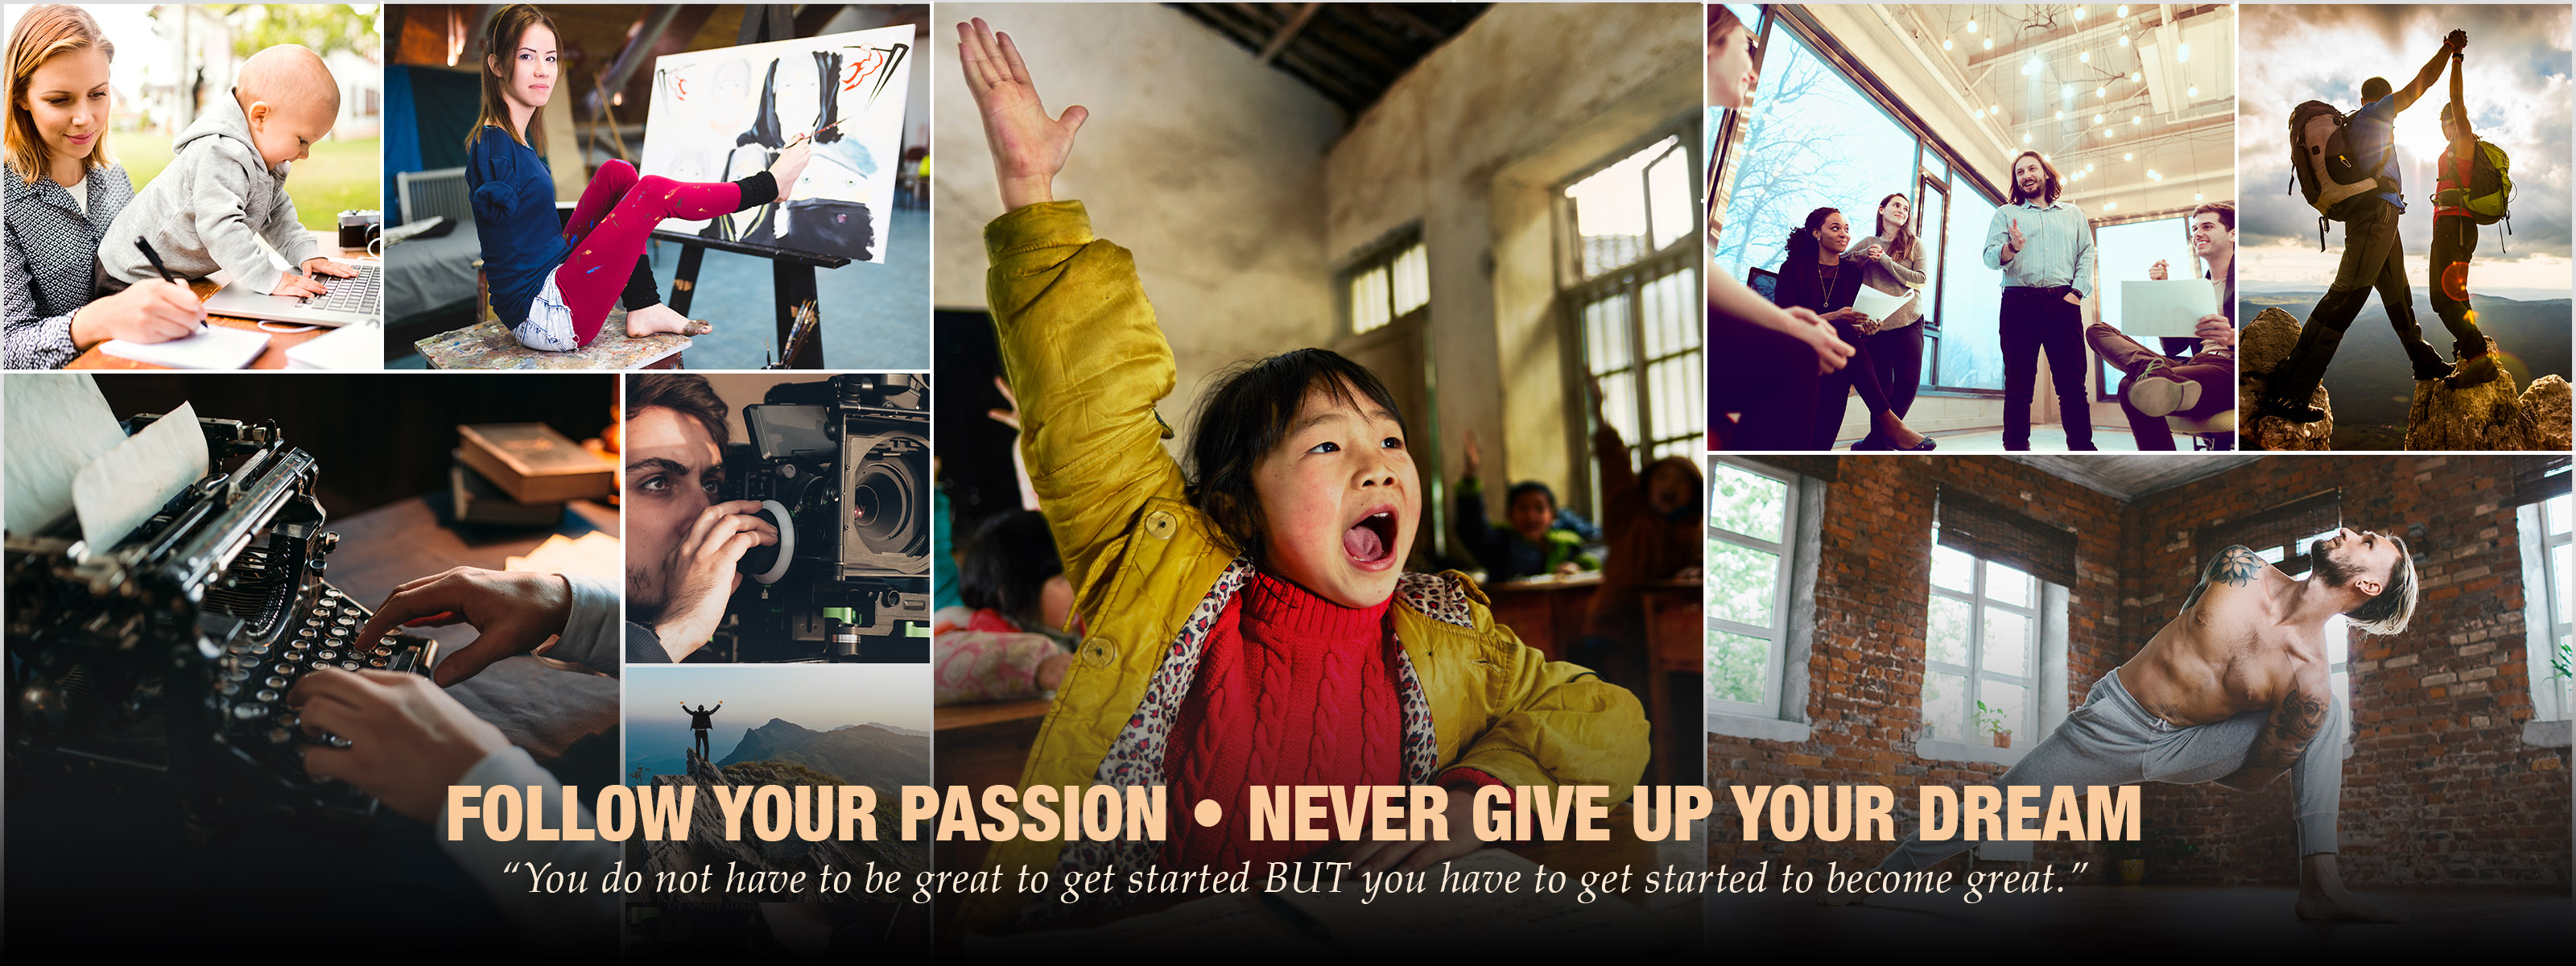 FOLLOW YOUR PASSION • NEVER GIVE UP YOUR DREAM
“You do not have to be great to get started BUT you have to get started to become great.”